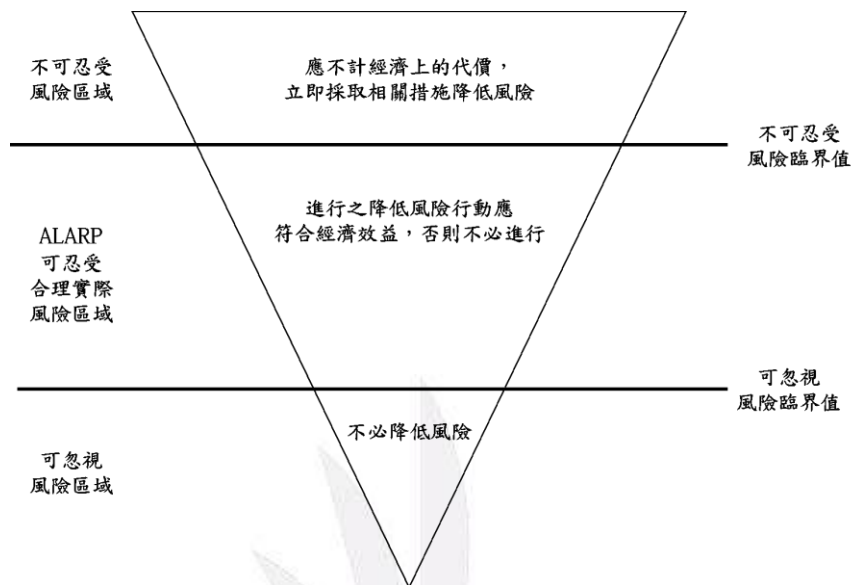 不可忍受
風險區域
應不計經濟上的代價，
立即採取相關措施降低風險
不可忍受
風險臨界值
進行之降低風險行動應
符合經濟效益，否則不必進行
ALARP
可忍受
合理實際
風險區域
可忽視
風險臨界值
不必降低風險
可忽視
風險區域